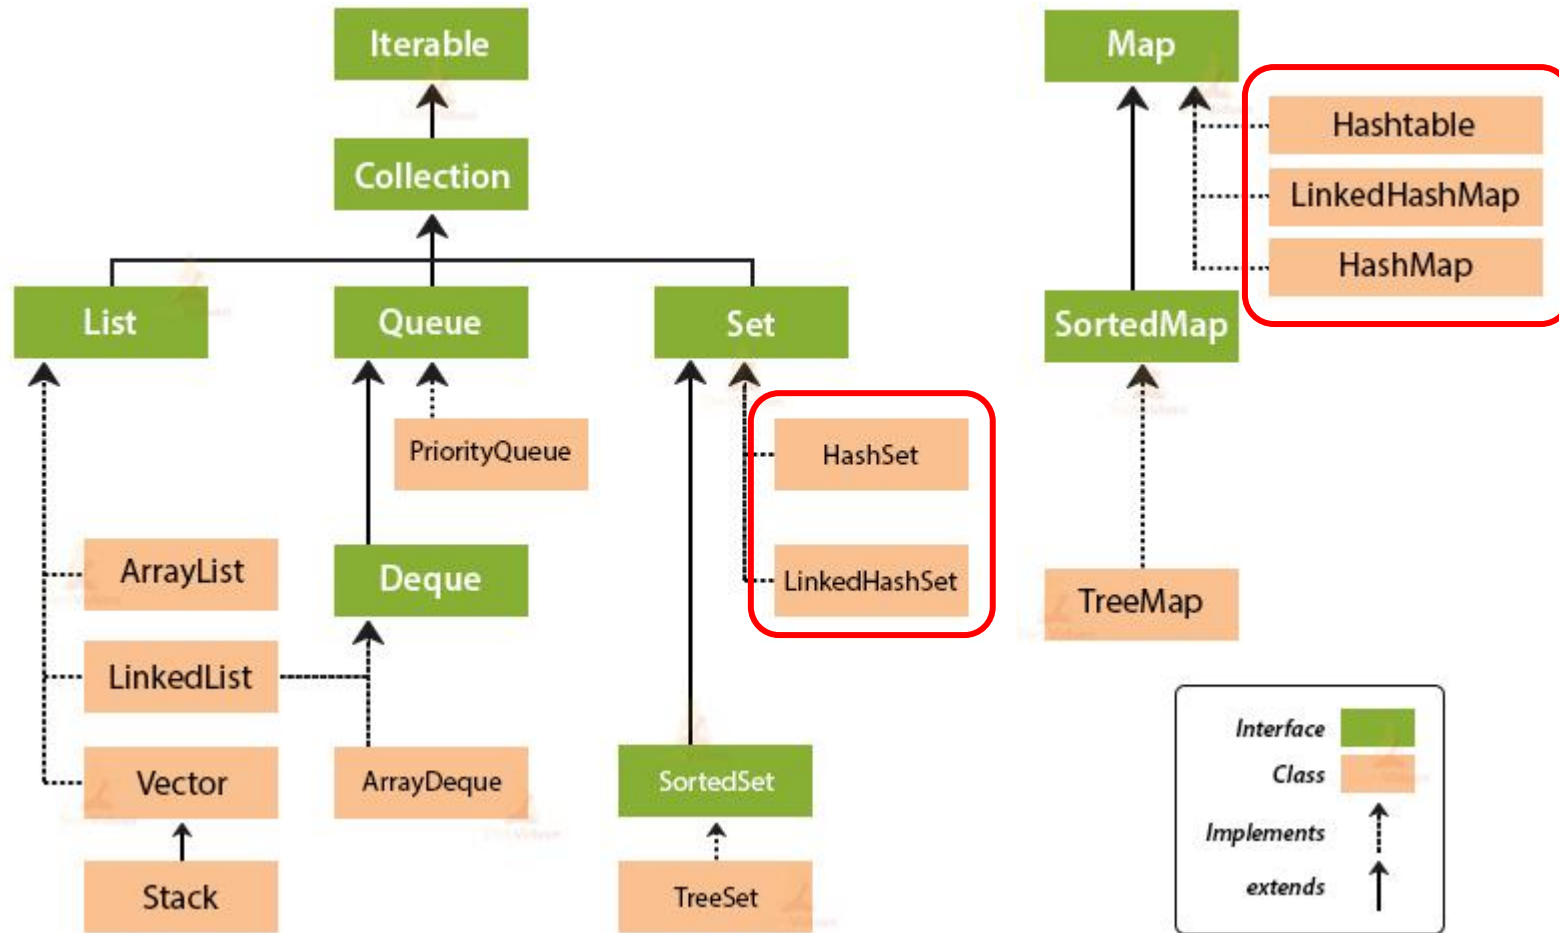 Iterable
Map
Hashtable
Collection
LinkedHashMap
HashMap
List
Queue
Set
SortedMap
PriorityQueue
HashSet
ArrayList
Deque
LinkedHashSet
TreeMap
LinkedList
Interface
Class
Vector
ArrayDeque
SortedSet
Implements
extends
Stack
TreeSet